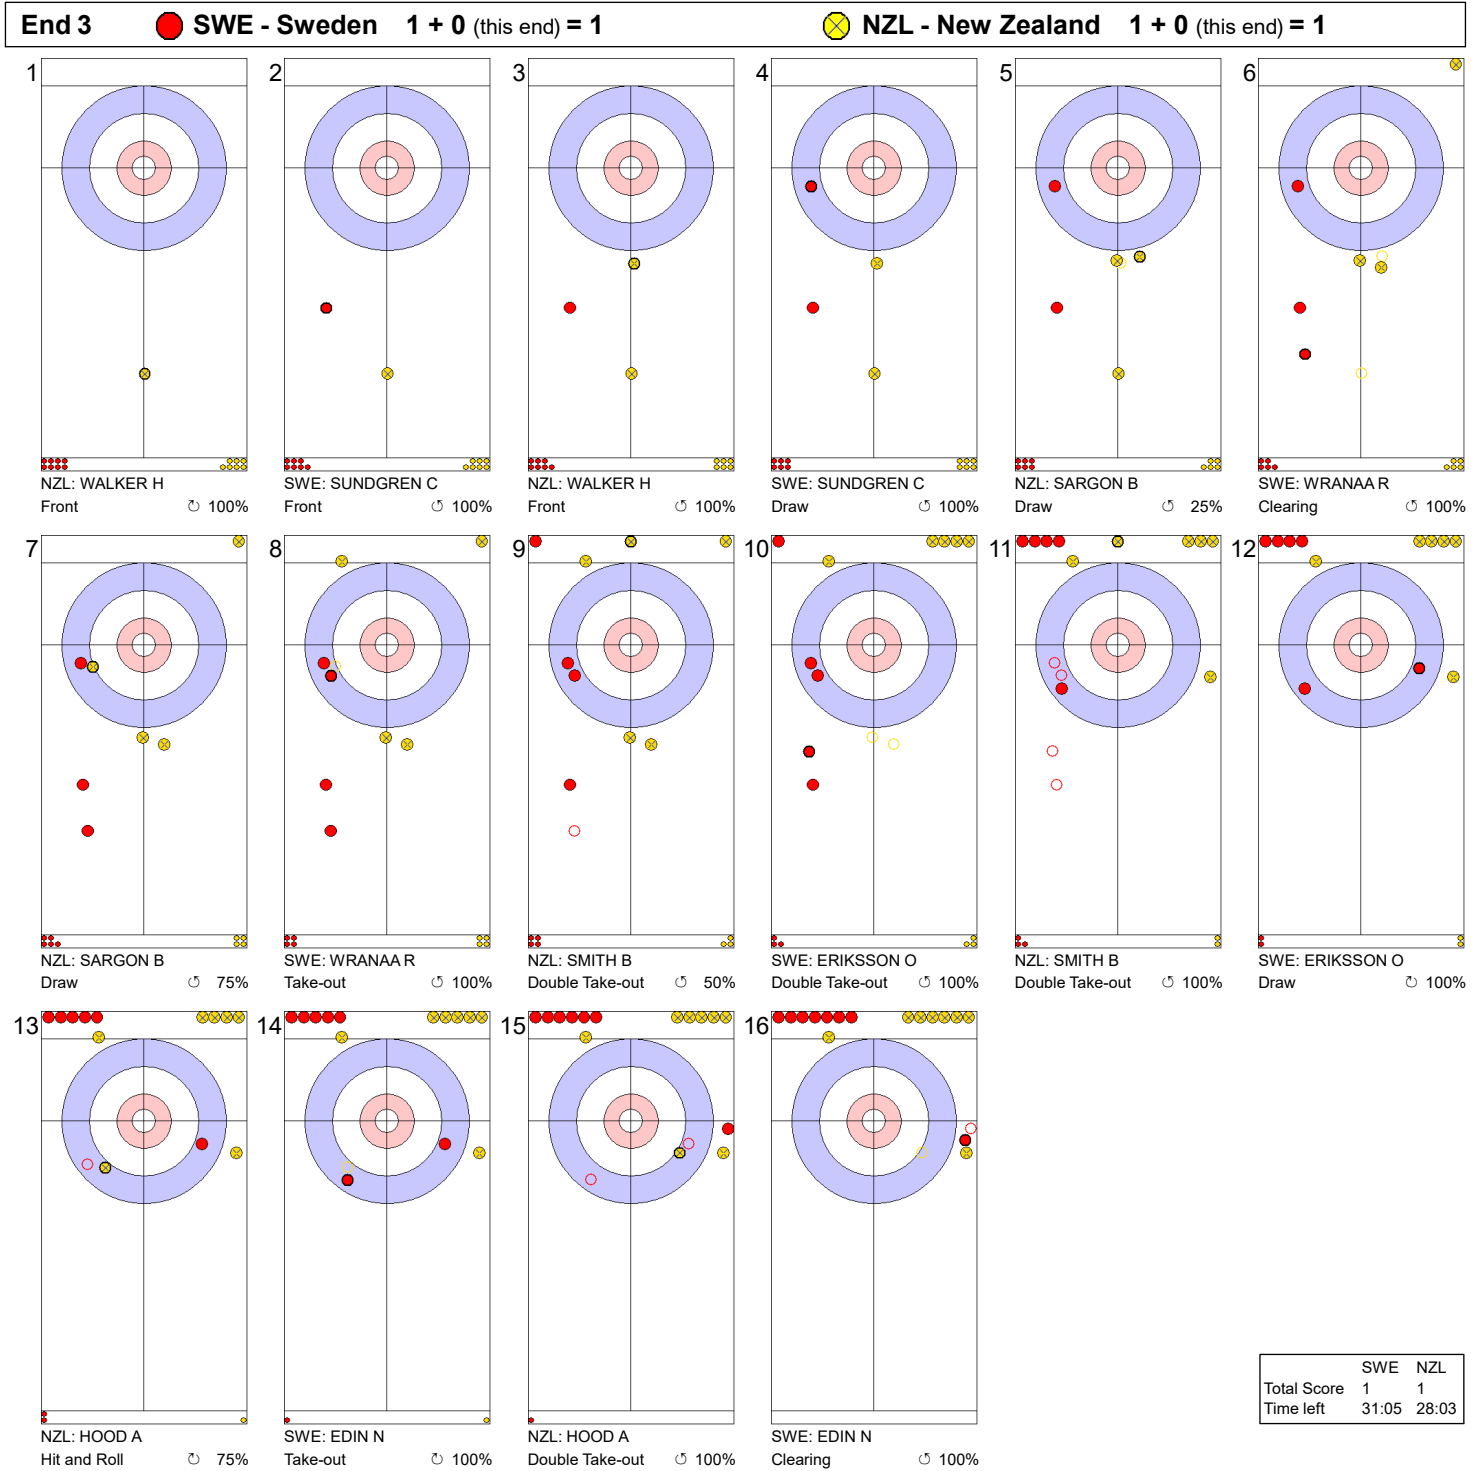 End 3 SWE - Sweden 1 + 0 (this end) = 1 NZL - New Zealand 1 + 0 (this end) = 1
1 2 3 4 5 6
NZL: WALKER H SWE: SUNDGREN C NZL: WALKER H SWE: SUNDGREN C NZL: SARGON B SWE: WRANAA R
Front ↻ 100% Front ↺ 100% Front ↻ 100% Draw ↺ 100% Draw ↺ 25% Clearing ↻ 100%
7 8 9 10 11 12
NZL: SARGON B SWE: WRANAA R NZL: SMITH B SWE: ERIKSSON O NZL: SMITH B SWE: ERIKSSON O
Draw ↺ 75% Take-out ↺ 100% Double Take-out ↺ 50% Double Take-out ↺ 100% Double Take-out ↺ 100% Draw ↻ 100%
13 14 15 16
SWE NZL
Total Score 1 1
Time left 31:05 28:03
NZL: HOOD A SWE: EDIN N NZL: HOOD A SWE: EDIN N
Hit and Roll ↻ 75% Take-out ↻ 100% Double Take-out ↺ 100% Clearing ↺ 100%